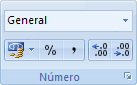 General
% , ,0 ,00 ,00 ,0
Número